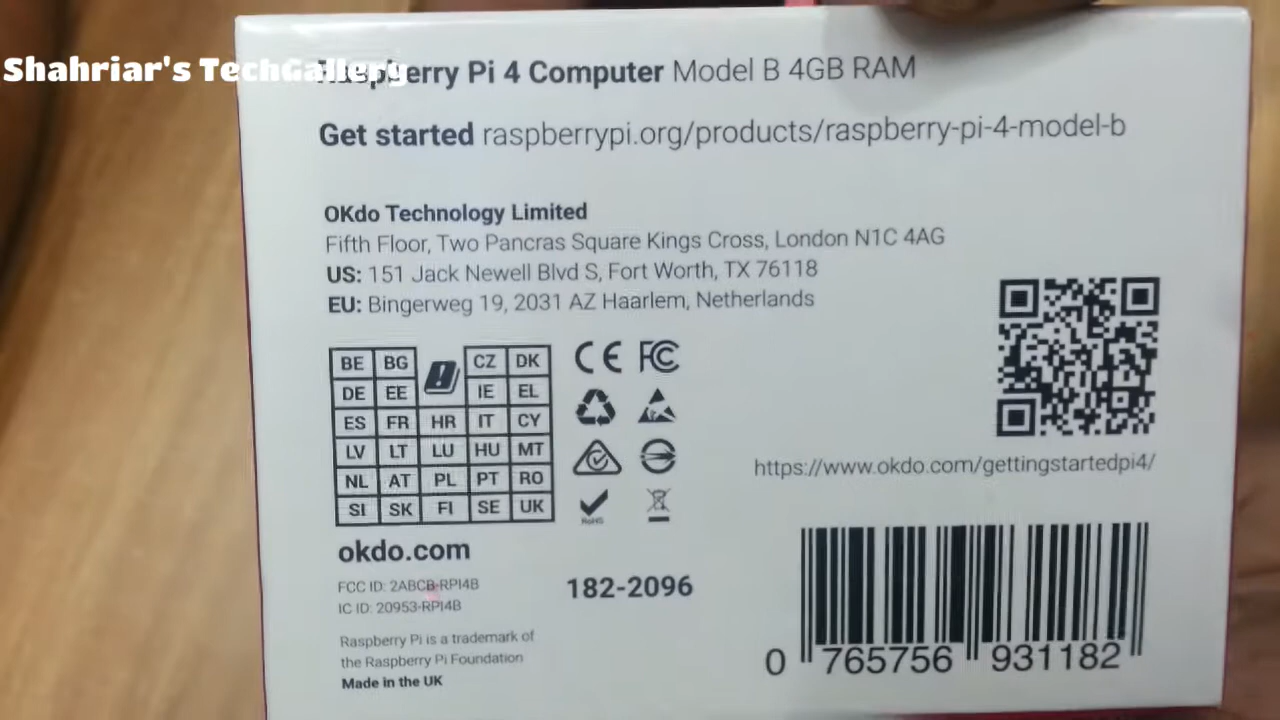 Shahriar's TechGallery
Raspberry Pi 4 Computer Model B 4GB RAM
Get started raspberrypi.org/products/raspberry-pi-4-model-b
OKdo Technology Limited
Fifth Floor, Two Pancras Square Kings Cross, London N1C 4AG
US: 151 Jack Newell Blvd S, Fort Worth, TX 76118
EU: Bingerweg 19, 2031 AZ Haarlem, Netherlands
BE BG ! CZ DK
DE EE IE EL
ES FR HR IT CY
LV LT LU HU MT
NL AT PL PT RO
SI SK FI SE UK
CE FC
RoHS
https://www.okdo.com/gettingstartedpi4/
okdo.com
FCC ID: 2ABCB-RPI4B
IC ID: 20953-RPI4B
182-2096
Raspberry Pi is a trademark of
the Raspberry Pi Foundation
Made in the UK
0 765756 931182